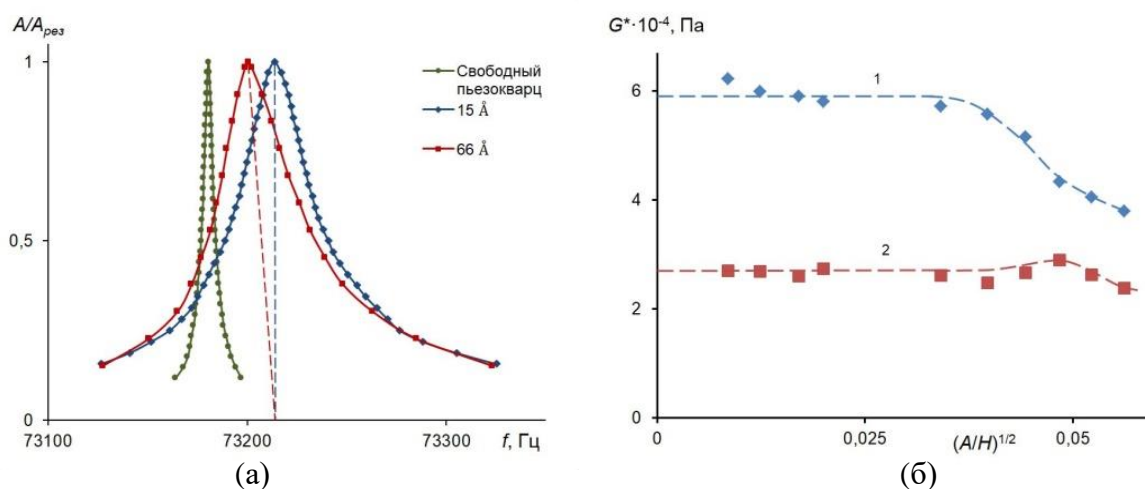 A/Aрез
1
0,5
0
73100
73200
73300
f, Гц
Свободный
пьезокварц
15 Å
66 Å
(а)
G*·10-4, Па
6
4
2
0
1
2
0
0,025
0,05
(A/H)1/2
(б)